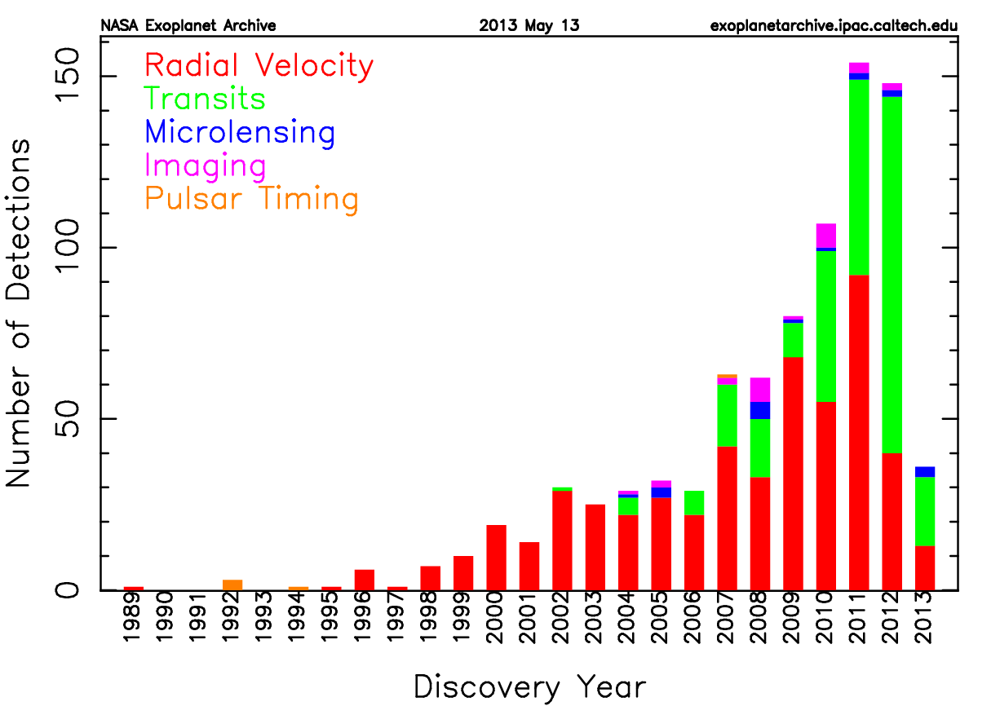 NASA Exoplanet Archive 2013 May 13 exoplanetarchive.ipac.caltech.edu
Radial Velocity
Transits
Microlensing
Imaging
Pulsar Timing
Number of Detections
150
100
50
0
1989 1990 1991 1992 1993 1994 1995 1996 1997 1998 1999 2000 2001 2002 2003 2004 2005 2006 2007 2008 2009 2010 2011 2012 2013
Discovery Year